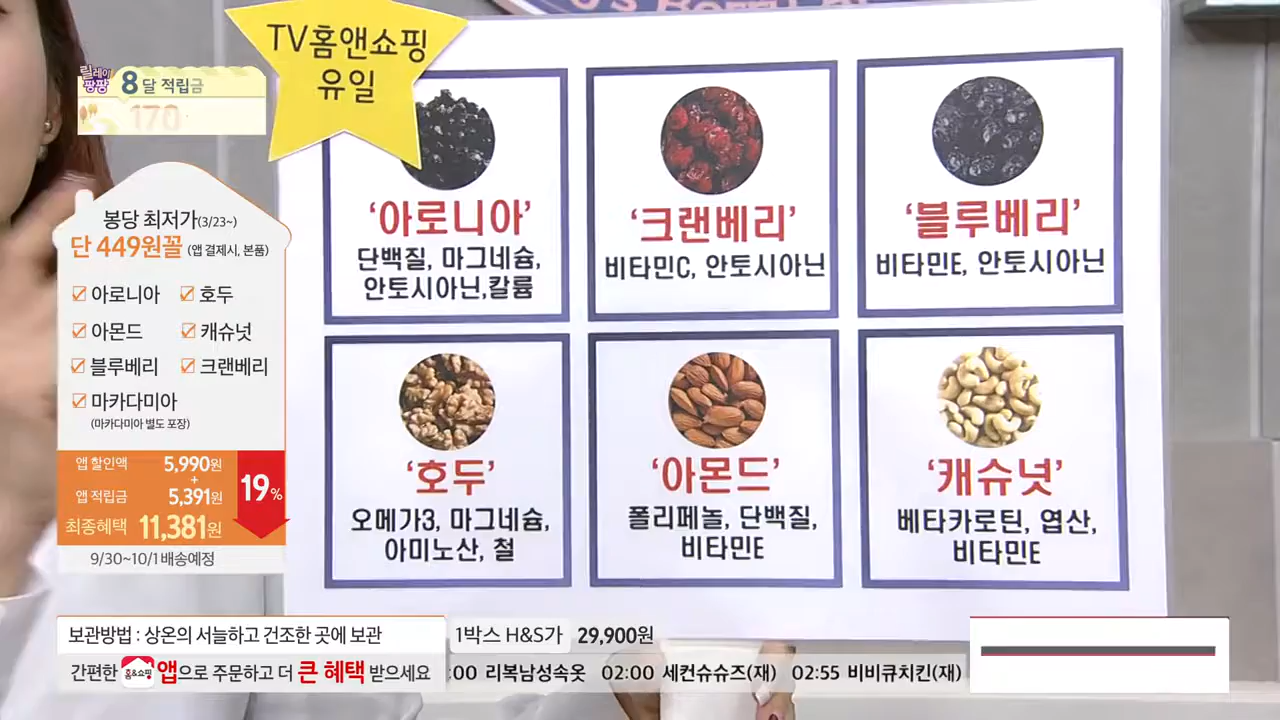 TV홈앤쇼핑
유일
릴레이
팡팡
8달 적립금
170
봉당 최저가(3/23~)
단 449원꼴 (앱 결제시, 본품)
아로니아
호두
아몬드
캐슈넛
블루베리
크랜베리
마카다미아
(마카다미아 별도 포장)
앱 할인액 5,990원
+
앱 적립금 5,391원
최종혜택 11,381원
19%
9/30~10/1 배송예정
‘아로니아’
단백질, 마그네슘,
안토시아닌,칼륨
‘크랜베리’
비타민C, 안토시아닌
‘블루베리’
비타민E, 안토시아닌
‘호두’
오메가3, 마그네슘,
아미노산, 철
‘아몬드’
폴리페놀, 단백질,
비타민E
‘캐슈넛’
베타카로틴, 엽산,
비타민E
보관방법 : 상온의 서늘하고 건조한 곳에 보관
1박스 H&S가 29,900원
간편한 홈&쇼핑 앱으로 주문하고 더 큰 혜택 받으세요
:00 리복남성속옷 02:00 세컨슈슈즈(재) 02:55 비비큐치킨(재)